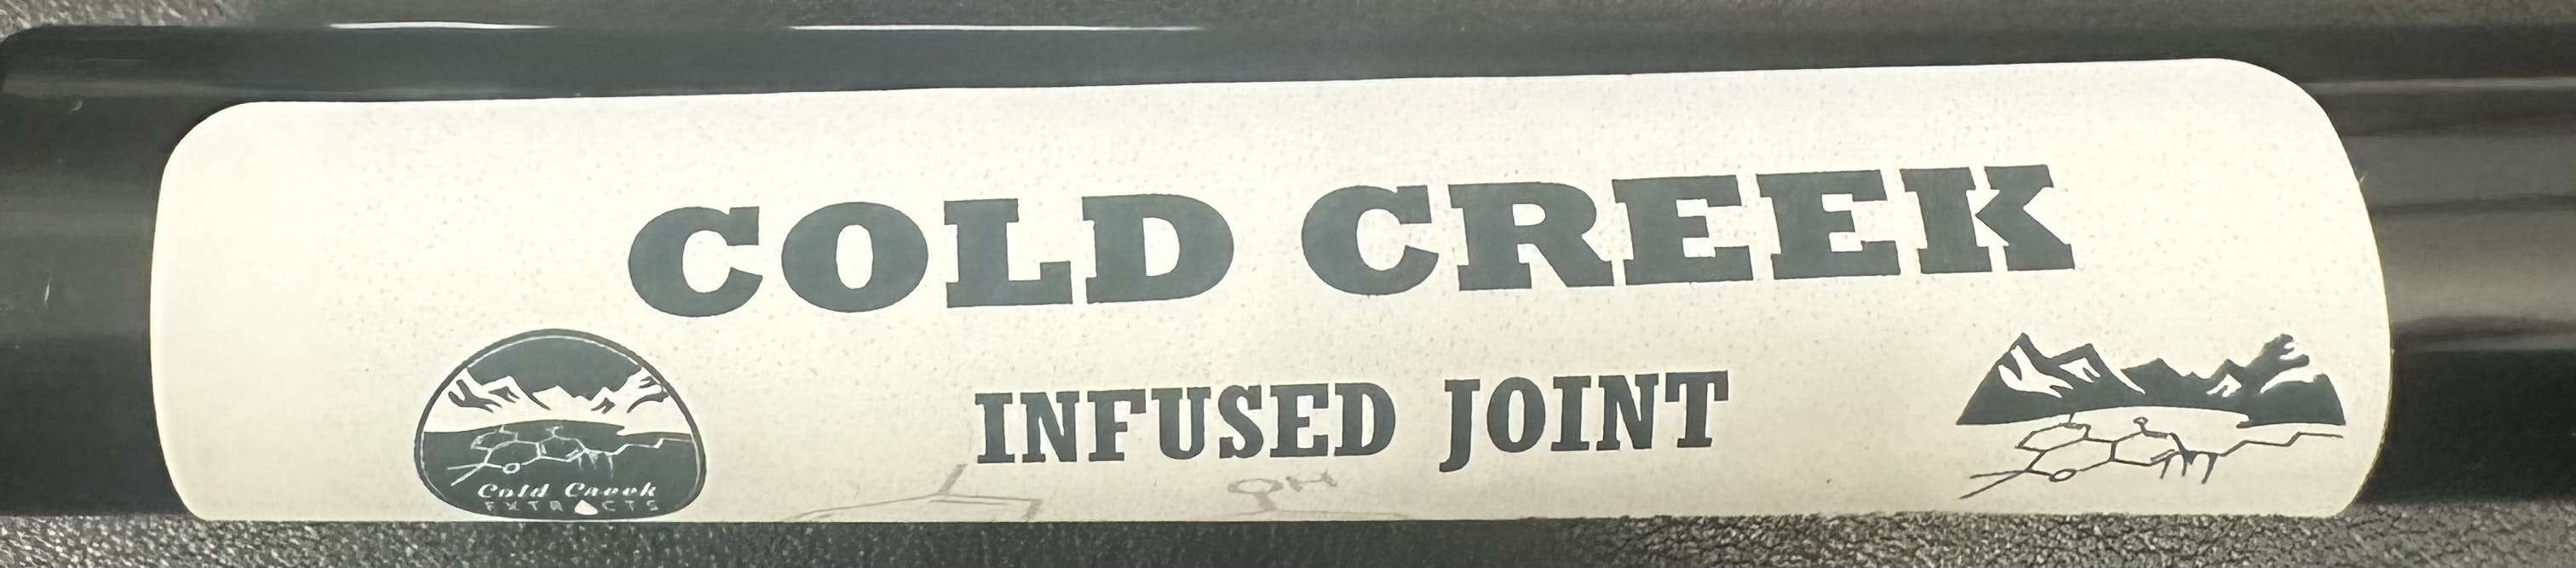 COLD CREEK
INFUSED JOINT
Cold Creek
EXTRACTS
OH